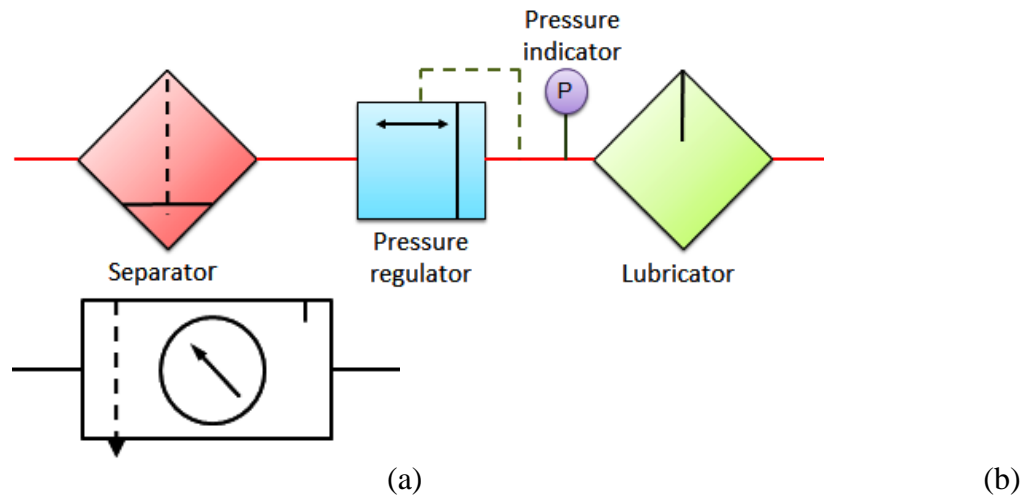 Pressure
indicator
P
Separator
Pressure
regulator
Lubricator
(a) (b)